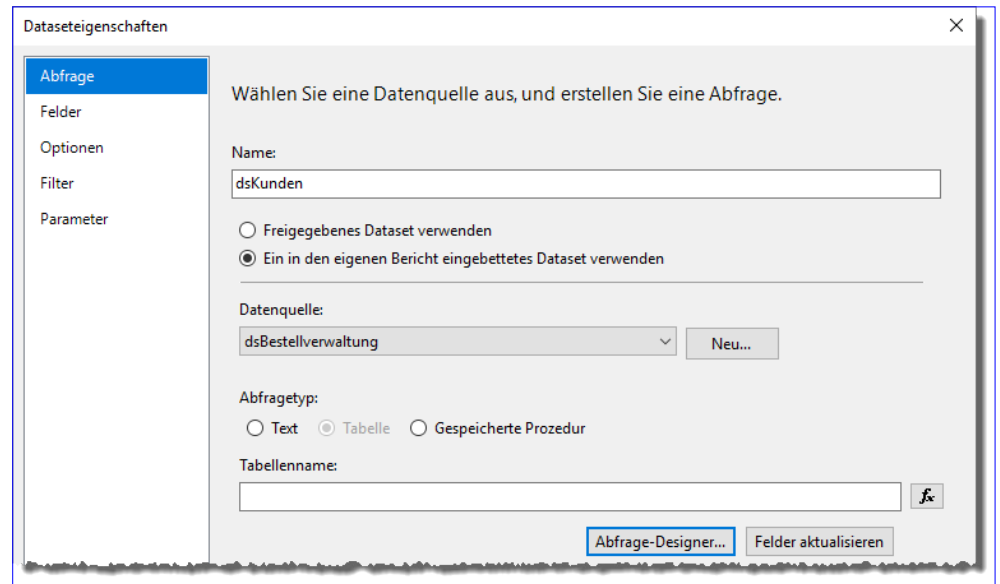 Dataseteigenschaften
Abfrage
Felder
Optionen
Filter
Parameter
Wählen Sie eine Datenquelle aus, und erstellen Sie eine Abfrage.
Name:
dsKunden
Freigegebenes Dataset verwenden
Ein in den eigenen Bericht eingebettetes Dataset verwenden
Datenquelle:
dsBestellverwaltung
Neu...
Abfragetyp:
Text Tabelle Gespeicherte Prozedur
Tabellenname:
fx
Abfrage-Designer... Felder aktualisieren